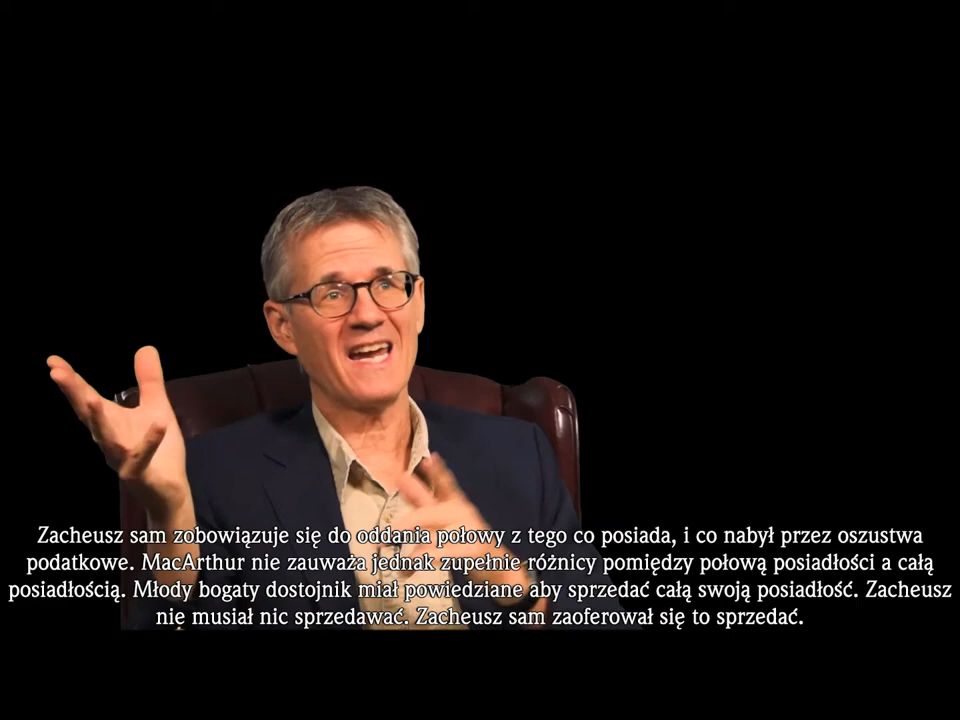 Zacheusz sam zobowiązuje się do oddania połowy z tego co posiada, i co nabył przez oszustwa
podatkowe. MacArthur nie zauważa jednak zupełnie różnicy pomiędzy połową posiadłości a całą
posiadłością. Młody bogaty dostojnik miał powiedziane aby sprzedać całą swoją posiadłość. Zacheusz
nie musiał nic sprzedawać. Zacheusz sam zaoferował się to sprzedać.